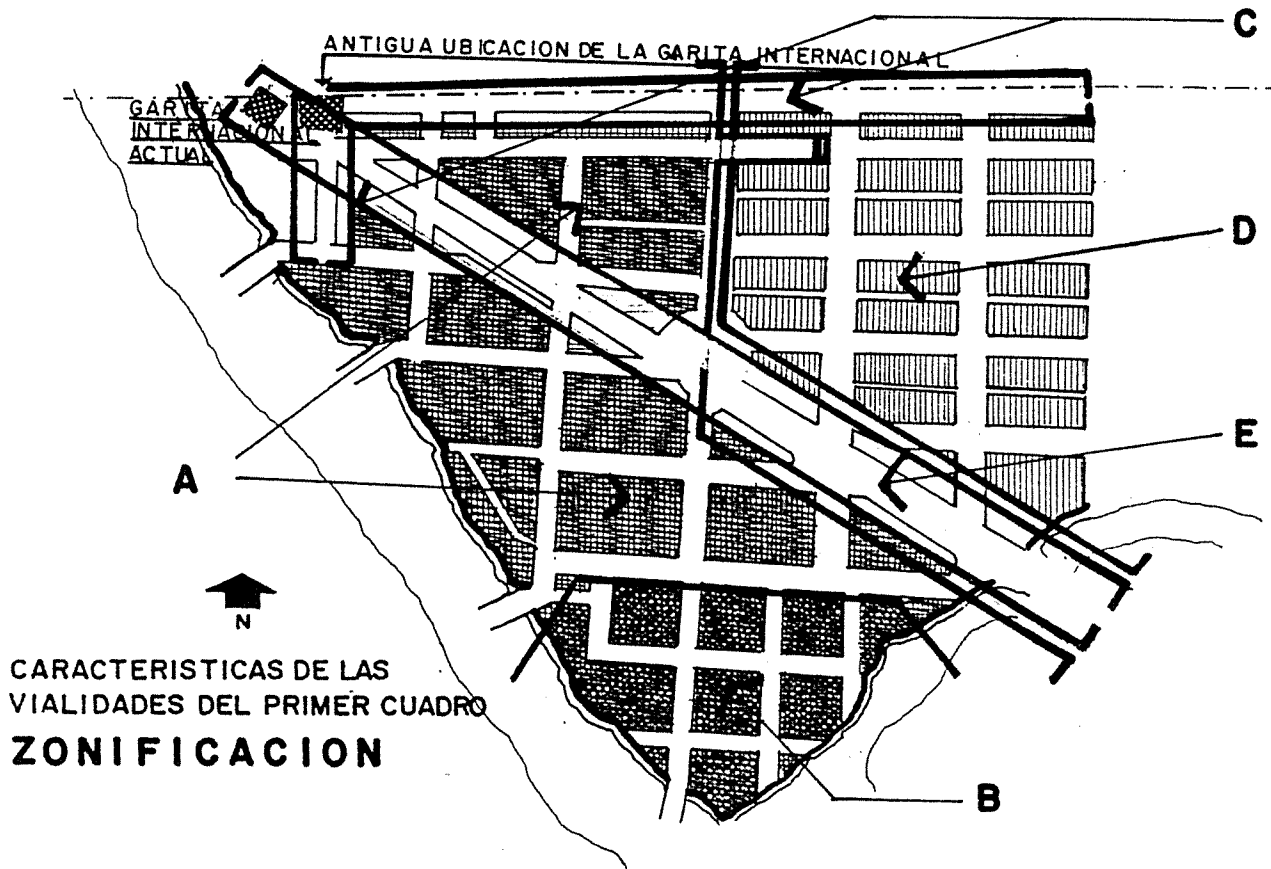 C
ANTIGUA UBICACION DE LA GARITA INTERNACIONAL
GARITA
INTERNACIONAL
ACTUAL
D
E
A
N
CARACTERISTICAS DE LAS
VIALIDADES DEL PRIMER CUADRO
ZONIFICACION
B